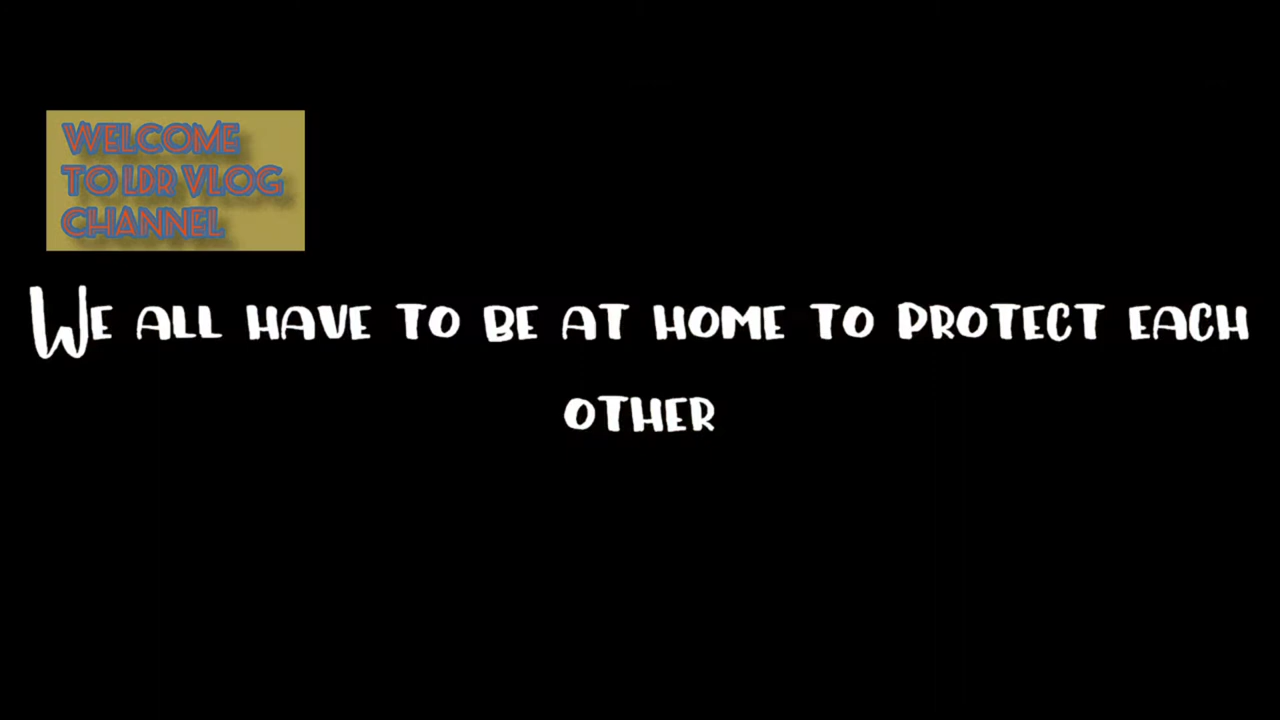 WELCOME
TO LDR VLOG
CHANNEL
We all have to be at home to protect each
other